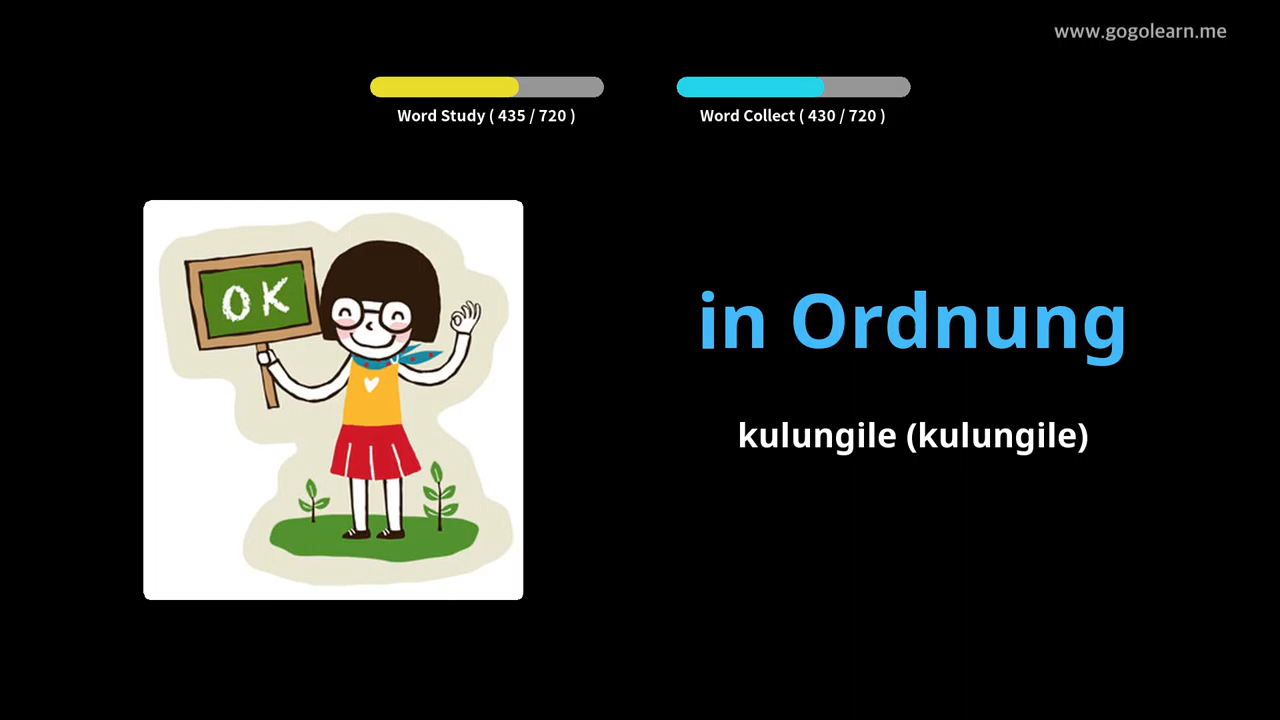 www.gogolearn.me
Word Study ( 435 / 720 )
Word Collect ( 430 / 720 )
OK
in Ordnung
kulungile (kulungile)